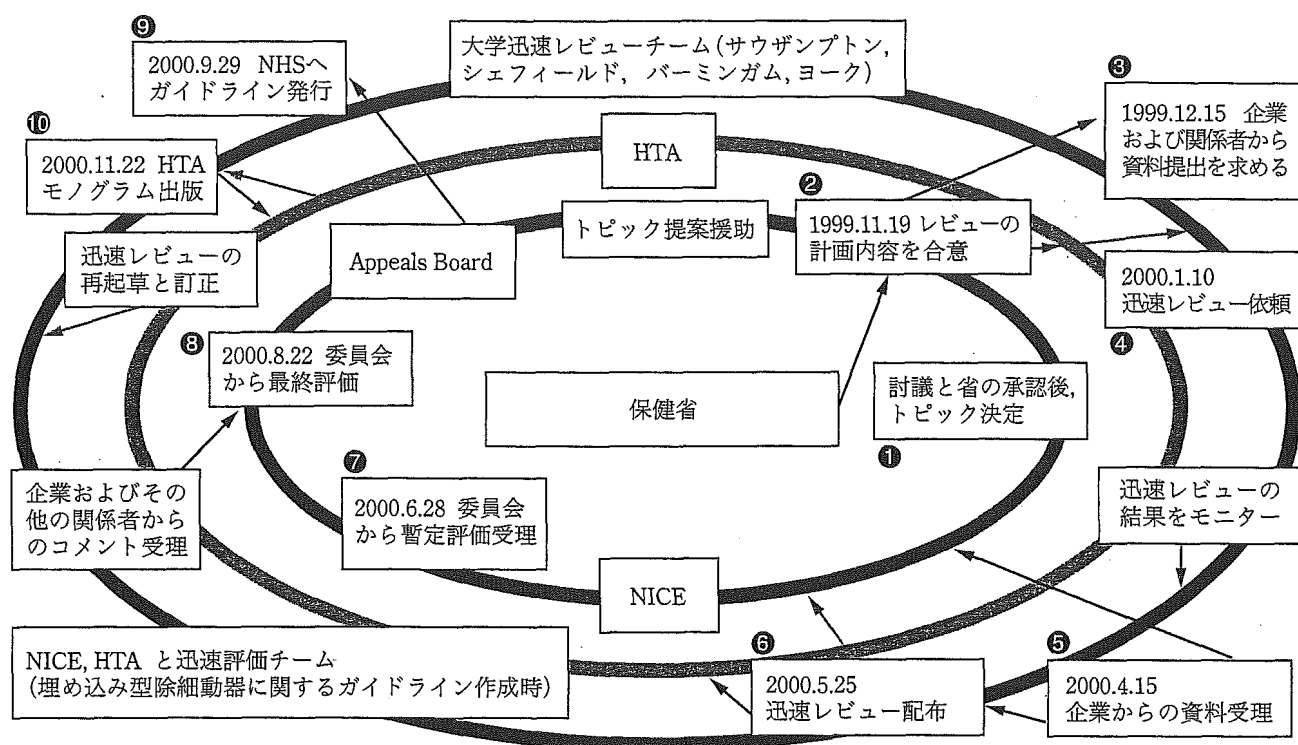 ❾
2000.9.29 NHSへ
ガイドライン発行
大学迅速レビューチーム(サウザンプトン,
シェフィールド, バーミンガム, ヨーク)
❸
1999.12.15 企業
および関係者から
資料提出を求める
❿
2000.11.22 HTA
モノグラム出版
HTA
❷
1999.11.19 レビューの
計画内容を合意
トピック提案援助
迅速レビューの
再起草と訂正
Appeals Board
2000.1.10
迅速レビュー依頼
❹
❽
2000.8.22 委員会
から最終評価
保健省
討議と省の承認後,
トピック決定
❶
企業およびその
他の関係者から
のコメント受理
❼
2000.6.28 委員会
から暫定評価受理
迅速レビューの
結果をモニター
NICE
NICE, HTA と迅速評価チーム
(埋め込み型除細動器に関するガイドライン作成時)
❻
2000.5.25
迅速レビュー配布
❺
2000.4.15
企業からの資料受理